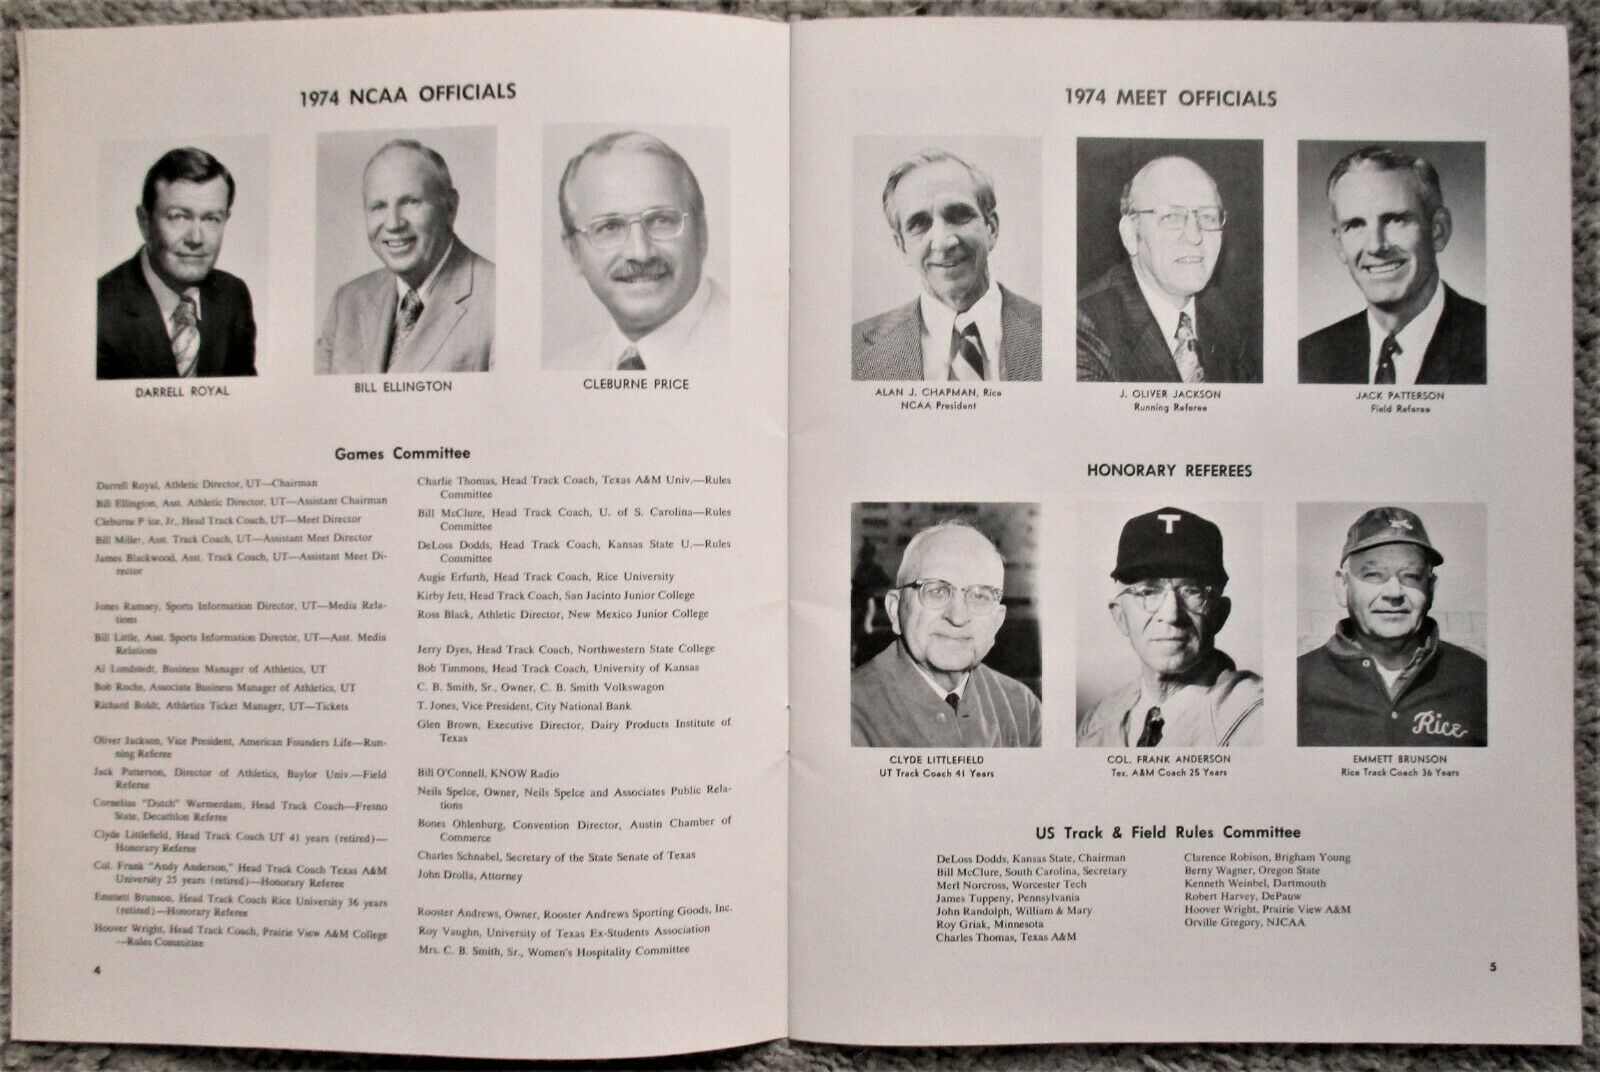 1974 NCAA OFFICIALS
DARRELL ROYAL
BILL ELLINGTON
CLEBURNE PRICE
Games Committee
Darrell Royal, Athletic Director, UT—Chairman
Bill Ellington, Asst. Athletic Director, UT—Assistant Chairman
Cleburne P ice, Jr., Head Track Coach, UT—Meet Director
Bill Miller, Asst. Track Coach, UT—Assistant Meet Director
James Blackwood, Asst. Track Coach, UT—Assistant Meet Di-
rector
Jones Ramsey, Sports Information Director, UT—Media Rela-
tions
Bill Little, Asst. Sports Information Director, UT—Asst. Media
Relations
Al Lundstedt, Business Manager of Athletics, UT
Bob Rochs, Associate Business Manager of Athletics, UT
Richard Boldt, Athletics Ticket Manager, UT—Tickets
Oliver Jackson, Vice President, American Founders Life—Run-
ning Referee
Jack Patterson, Director of Athletics, Baylor Univ.—Field
Referee
Cornelius "Dutch" Warmerdam, Head Track Coach—Fresno
State, Decathlon Referee
Clyde Littlefield, Head Track Coach UT 41 years (retired)—
Honorary Referee
Col. Frank "Andy Anderson," Head Track Coach Texas A&M
University 25 years (retired)—Honorary Referee
Emmett Brunson, Head Track Coach Rice University 36 years
(retired)—Honorary Referee
Hoover Wright, Head Track Coach, Prairie View A&M College
—Rules Committee
Charlie Thomas, Head Track Coach, Texas A&M Univ.—Rules
Committee
Bill McClure, Head Track Coach, U. of S. Carolina—Rules
Committee
DeLoss Dodds, Head Track Coach, Kansas State U.—Rules
Committee
Augie Erfurth, Head Track Coach, Rice University
Kirby Jett, Head Track Coach, San Jacinto Junior College
Ross Black, Athletic Director, New Mexico Junior College
Jerry Dyes, Head Track Coach, Northwestern State College
Bob Timmons, Head Track Coach, University of Kansas
C. B. Smith, Sr., Owner, C. B. Smith Volkswagon
T. Jones, Vice President, City National Bank
Glen Brown, Executive Director, Dairy Products Institute of
Texas
Bill O'Connell, KNOW Radio
Neils Spelce, Owner, Neils Spelce and Associates Public Rela-
tions
Bones Ohlenburg, Convention Director, Austin Chamber of
Commerce
Charles Schnabel, Secretary of the State Senate of Texas
John Drolla, Attorney
Rooster Andrews, Owner, Rooster Andrews Sporting Goods, Inc.
Roy Vaughn, University of Texas Ex-Students Association
Mrs. C. B. Smith, Sr., Women's Hospitality Committee
4
1974 MEET OFFICIALS
ALAN J. CHAPMAN, Rice
NCAA President
J. OLIVER JACKSON
Running Referee
JACK PATTERSON
Field Referee
HONORARY REFEREES
T
Rice
CLYDE LITTLEFIELD
UT Track Coach 41 Years
COL. FRANK ANDERSON
Tex. A&M Coach 25 Years
EMMETT BRUNSON
Rice Track Coach 36 Years
US Track & Field Rules Committee
DeLoss Dodds, Kansas State, Chairman
Bill McClure, South Carolina, Secretary
Merl Norcross, Worcester Tech
James Tuppeny, Pennsylvania
John Randolph, William & Mary
Roy Griak, Minnesota
Charles Thomas, Texas A&M
Clarence Robison, Brigham Young
Berny Wagner, Oregon State
Kenneth Weinbel, Dartmouth
Robert Harvey, DePauw
Hoover Wright, Prairie View A&M
Orville Gregory, NJCAA
5